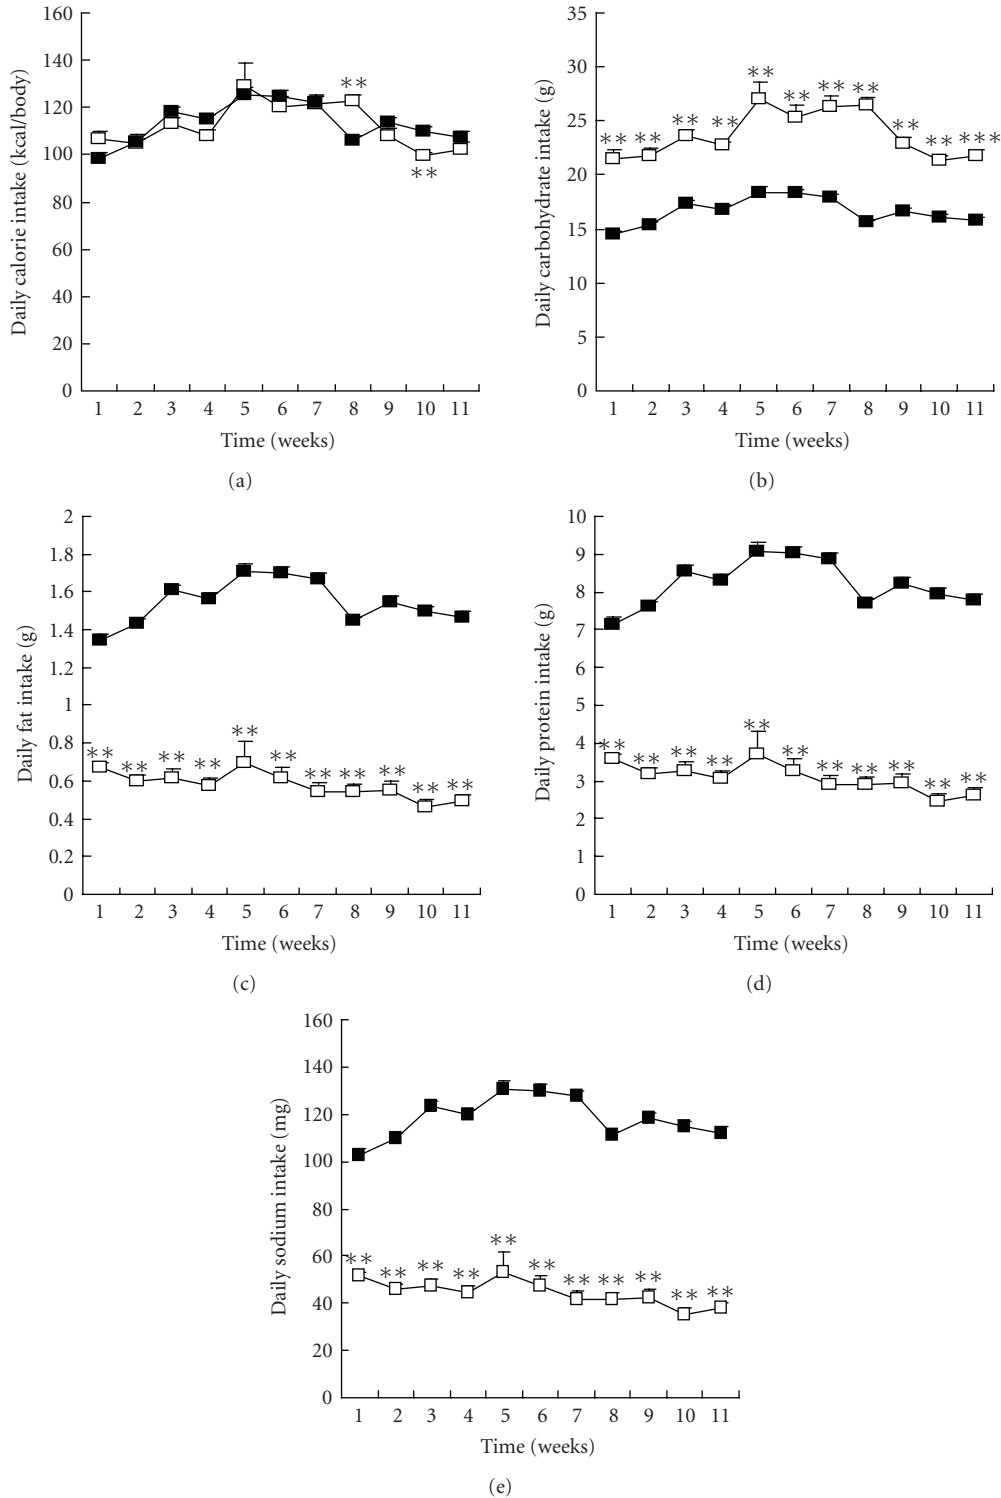 160
140
120
100
80
60
40
20
0
Daily calorie intake (kcal/body)
∗∗
∗∗
1 2 3 4 5 6 7 8 9 10 11
Time (weeks)
(a)
35
30
25
20
15
10
5
0
Daily carbohydrate intake (g)
∗∗ ∗∗ ∗∗ ∗∗ ∗∗ ∗∗ ∗∗ ∗∗ ∗∗ ∗∗ ∗∗∗
1 2 3 4 5 6 7 8 9 10 11
Time (weeks)
(b)
2
1.8
1.6
1.4
1.2
1
0.8
0.6
0.4
0.2
0
Daily fat intake (g)
∗∗ ∗∗ ∗∗ ∗∗ ∗∗ ∗∗ ∗∗ ∗∗ ∗∗ ∗∗ ∗∗
1 2 3 4 5 6 7 8 9 10 11
Time (weeks)
(c)
10
9
8
7
6
5
4
3
2
1
0
Daily protein intake (g)
∗∗ ∗∗ ∗∗ ∗∗ ∗∗ ∗∗ ∗∗ ∗∗ ∗∗ ∗∗ ∗∗
1 2 3 4 5 6 7 8 9 10 11
Time (weeks)
(d)
160
140
120
100
80
60
40
20
0
Daily sodium intake (mg)
∗∗ ∗∗ ∗∗ ∗∗ ∗∗ ∗∗ ∗∗ ∗∗ ∗∗ ∗∗ ∗∗
1 2 3 4 5 6 7 8 9 10 11
Time (weeks)
(e)